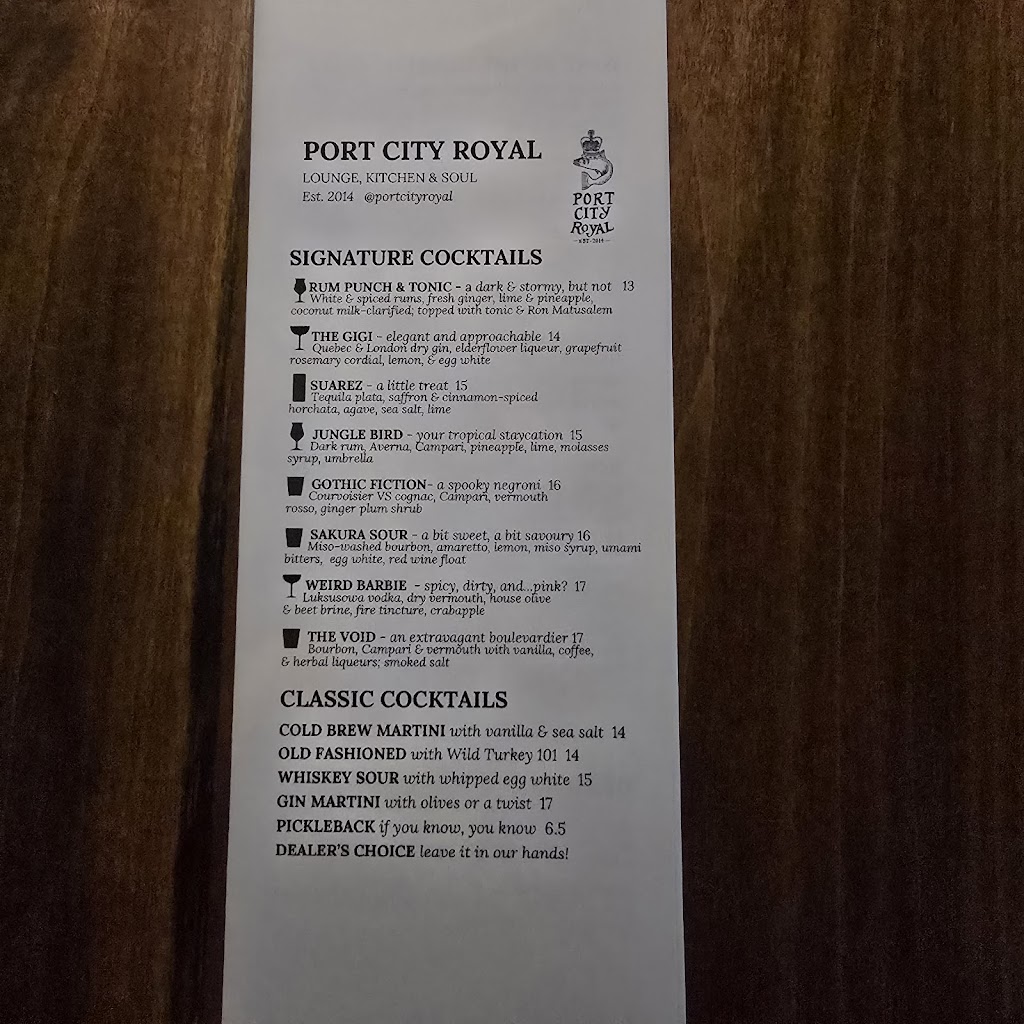 PORT CITY ROYAL
LOUNGE, KITCHEN & SOUL
Est. 2014 @portcityroyal
PORT
CITY
ROYAL
EST. 2014
SIGNATURE COCKTAILS
RUM PUNCH & TONIC - a dark & stormy, but not 13
White & spiced rums, fresh ginger, lime & pineapple,
coconut milk-clarified; topped with tonic & Ron Matusalem
THE GIGI - elegant and approachable 14
Quebec & London dry gin, elderflower liqueur, grapefruit
rosemary cordial, lemon, & egg white
SUAREZ - a little treat 15
Tequila plata, saffron & cinnamon-spiced
horchata, agave, sea salt, lime
JUNGLE BIRD - your tropical staycation 15
Dark rum, Averna, Campari, pineapple, lime, molasses
syrup, umbrella
GOTHIC FICTION- a spooky negroni 16
Courvoisier VS cognac, Campari, vermouth
rosso, ginger plum shrub
SAKURA SOUR - a bit sweet, a bit savoury 16
Miso-washed bourbon, amaretto, lemon, miso syrup, umami
bitters, egg white, red wine float
WEIRD BARBIE - spicy, dirty, and...pink? 17
Luksusowa vodka, dry vermouth, house olive
& beet brine, fire tincture, crabapple
THE VOID - an extravagant boulevardier 17
Bourbon, Campari & vermouth with vanilla, coffee,
& herbal liqueurs; smoked salt
CLASSIC COCKTAILS
COLD BREW MARTINI with vanilla & sea salt 14
OLD FASHIONED with Wild Turkey 101 14
WHISKEY SOUR with whipped egg white 15
GIN MARTINI with olives or a twist 17
PICKLEBACK if you know, you know 6.5
DEALER'S CHOICE leave it in our hands!